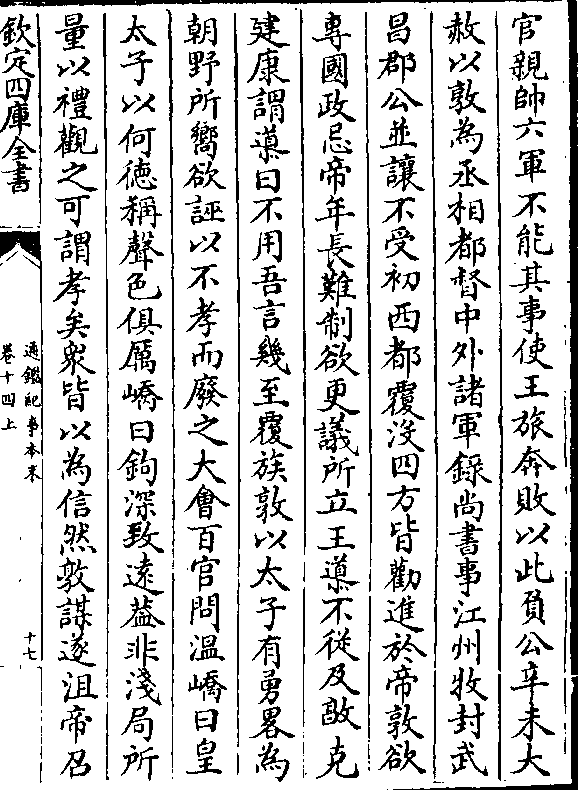 官親帥六軍不能其事使王旅奔敗以此負公辛未大
赦以敦為丞相都督中外諸軍錄尚書事江州牧封武
昌郡公並讓不受初西都覆沒四方皆勸進於帝敦欲
專國政忌帝年長難制欲更議所立王導不從及敦克
建康謂導曰不用吾言幾至覆族敦以太子有勇畧為
朝野所嚮欲誣以不孝而廢之大會百官問溫嶠曰皇
太子以何徳稱聲色俱厲嶠曰鉤深致遠葢非淺局所
量以禮觀之可謂孝矣衆皆以為信然敦謀遂沮帝召
欽定四庫全書
通鑑紀事本末
卷十四上
十七